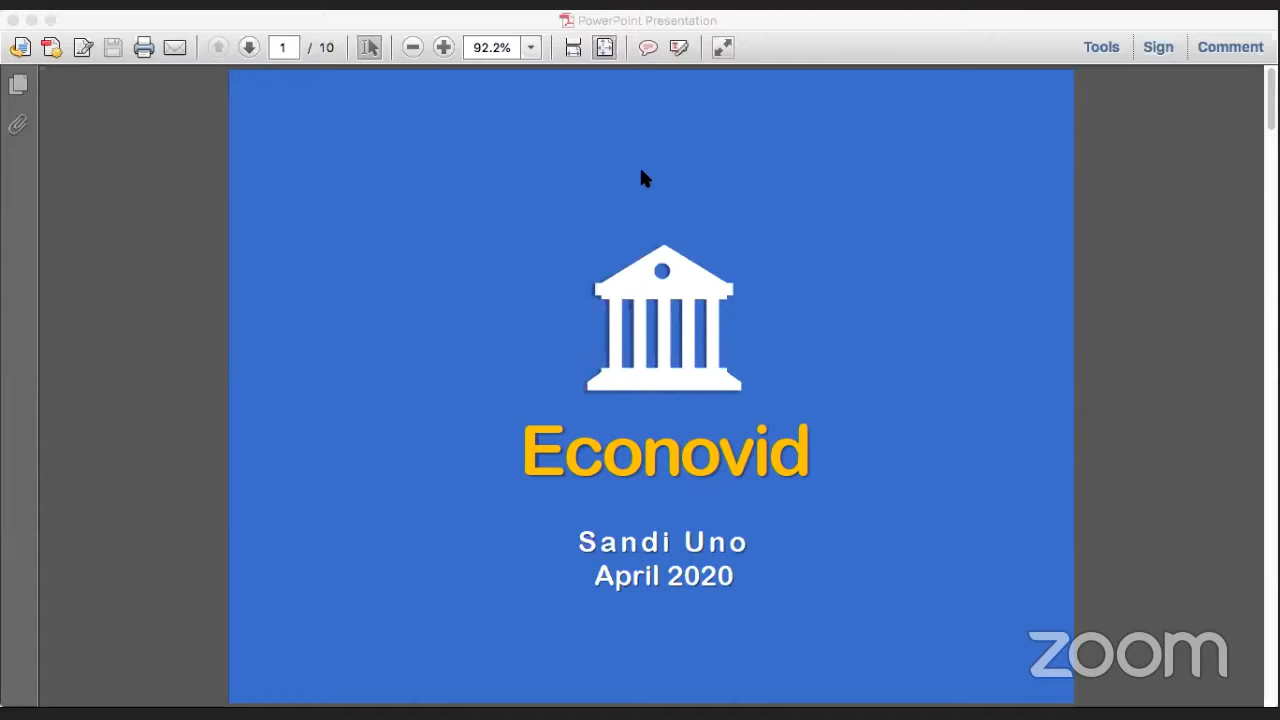 PowerPoint Presentation
1 / 10
92.2%
Tools
Sign
Comment
Econovid
Sandi Uno
April 2020
zoom